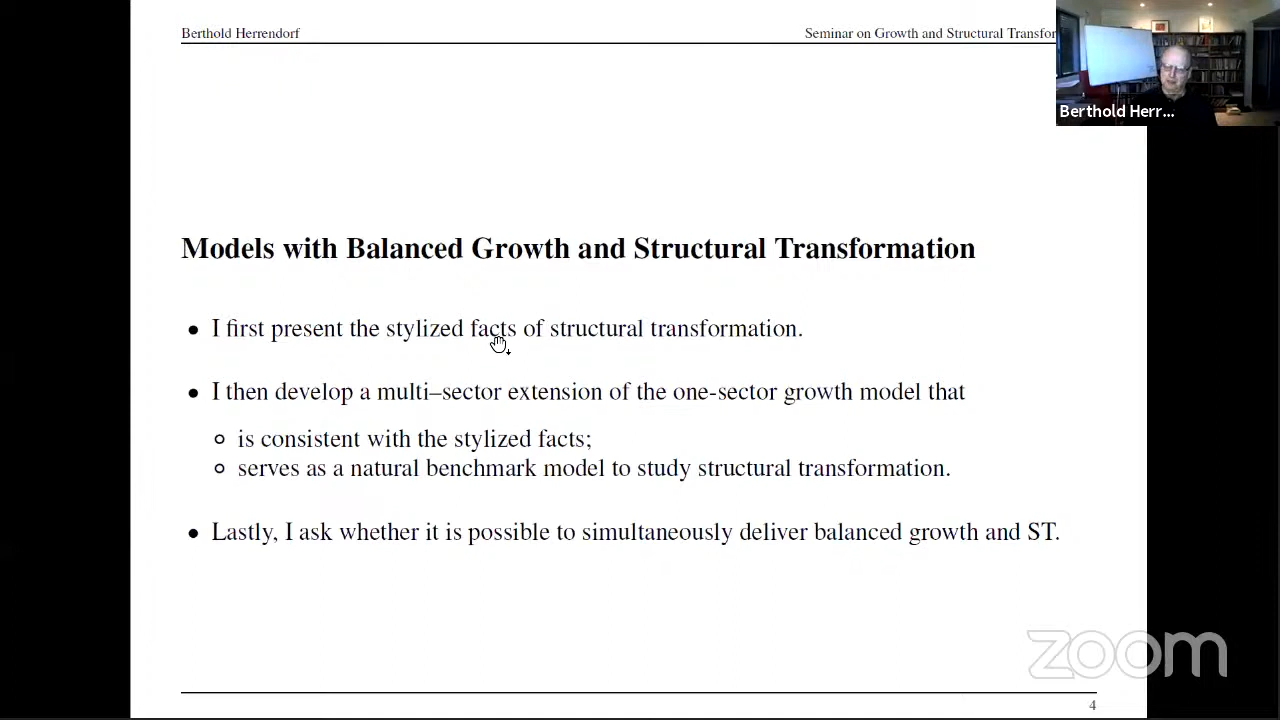 Berthold Herrendorf
Seminar on Growth and Structural Transfor
Berthold Herr...
Models with Balanced Growth and Structural Transformation
• I first present the stylized facts of structural transformation.
• I then develop a multi–sector extension of the one-sector growth model that
○ is consistent with the stylized facts;
○ serves as a natural benchmark model to study structural transformation.
• Lastly, I ask whether it is possible to simultaneously deliver balanced growth and ST.
zoom
4